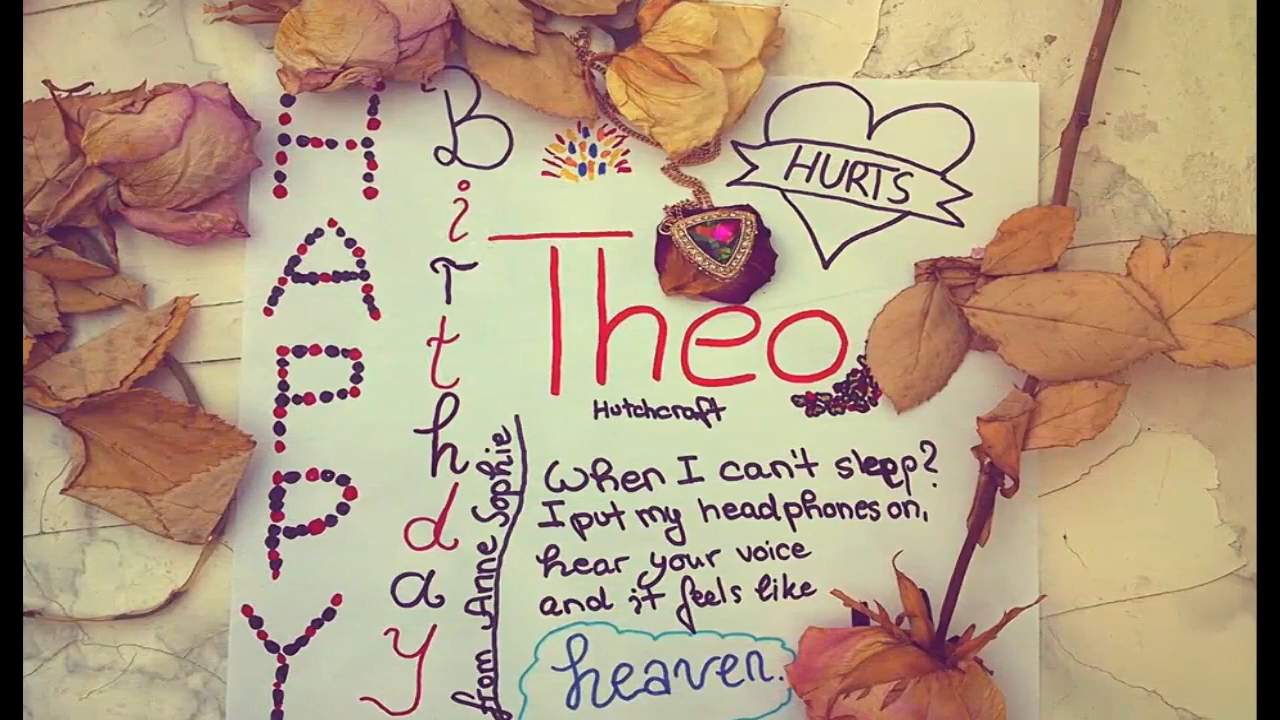 HAPPY
BiTthday
HURTS
Theo
Hutchcraft
from Anne Sophie
When I can't sleep?
I put my headphones on,
hear your voice
and it feels like
heaven.